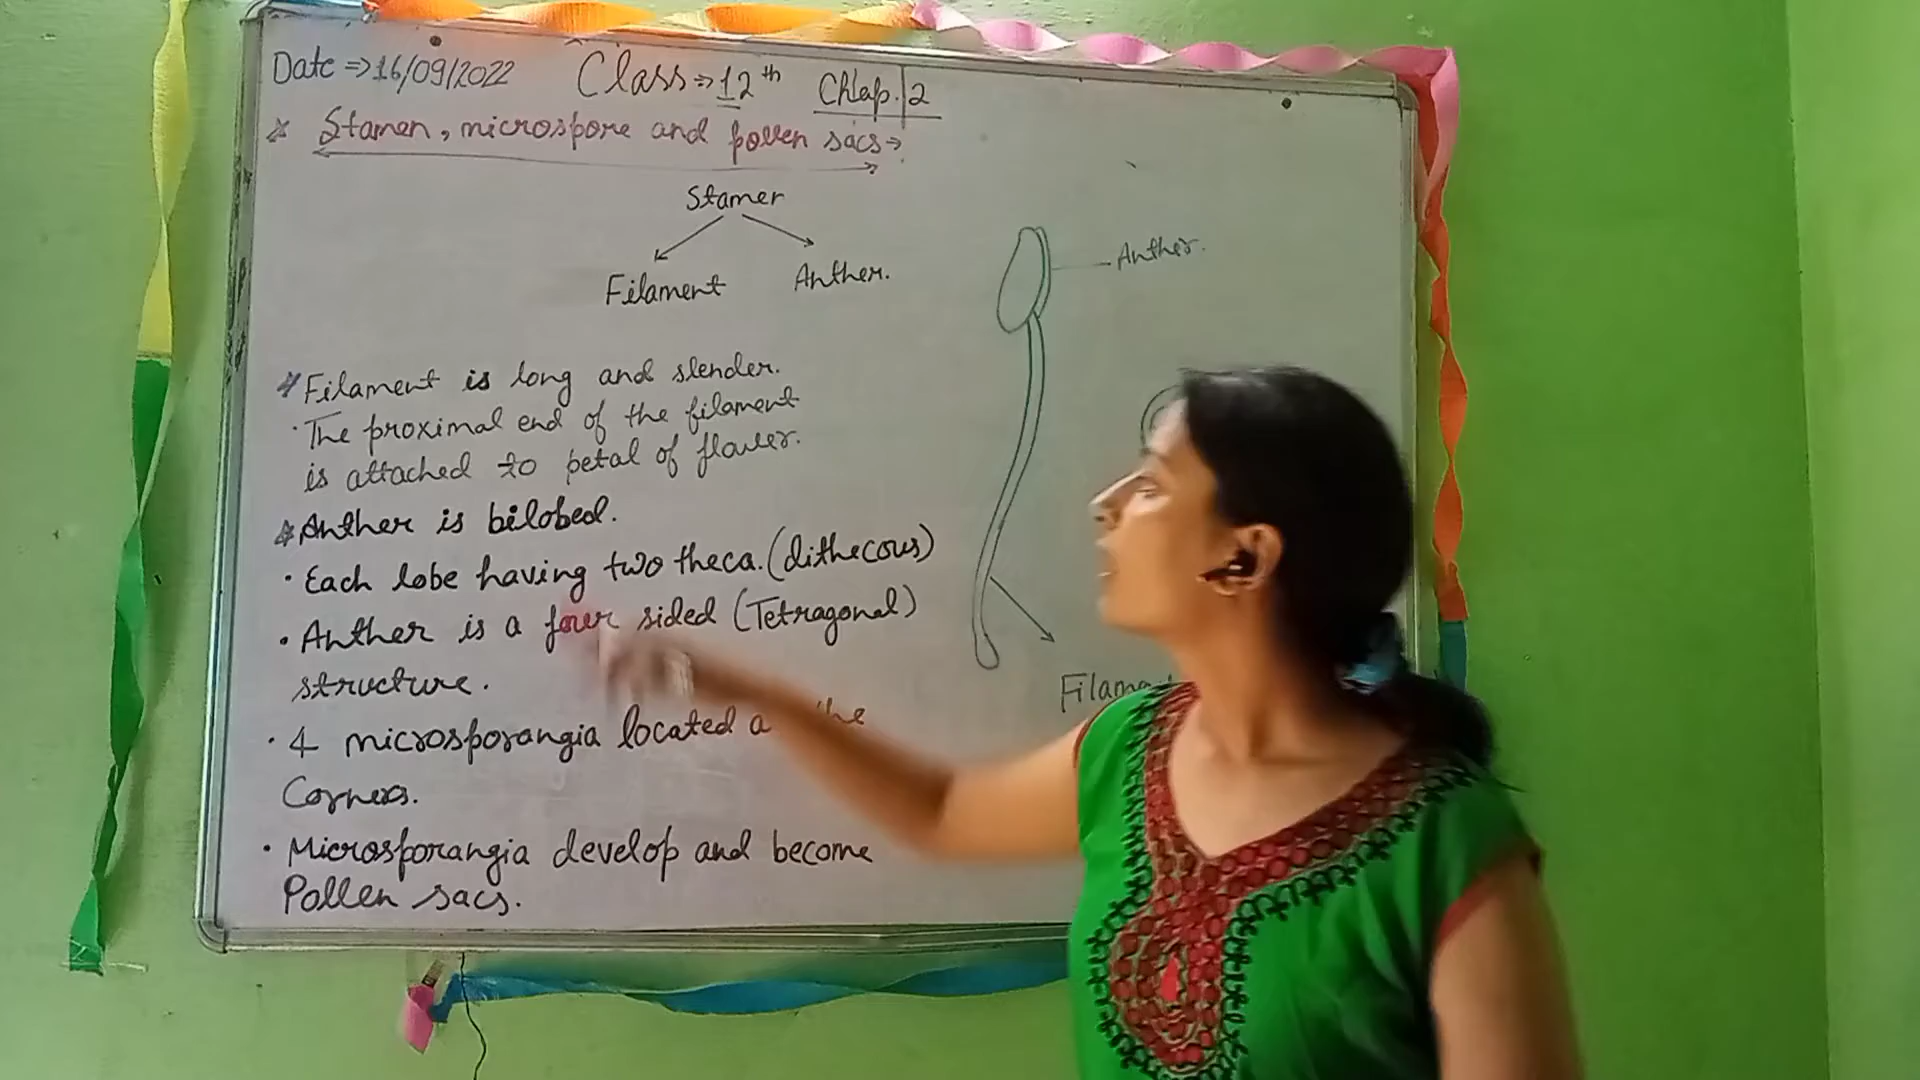 Date ⇒ 16/09/2022 Class ⇒ 12th Chap. 2
Stamen, microspore and pollen sacs ⇒
Stamen
Filament Anther.
Anther.
Filament is long and slender.
· The proximal end of the filament
is attached to petal of flower.
Anther is bilobed.
· Each lobe having two theca. (dithecous)
· Anther is a four sided (Tetragonal)
structure.
Filame
· 4 microsporangia located a the
Corners.
· Microsporangia develop and become
Pollen sacs.